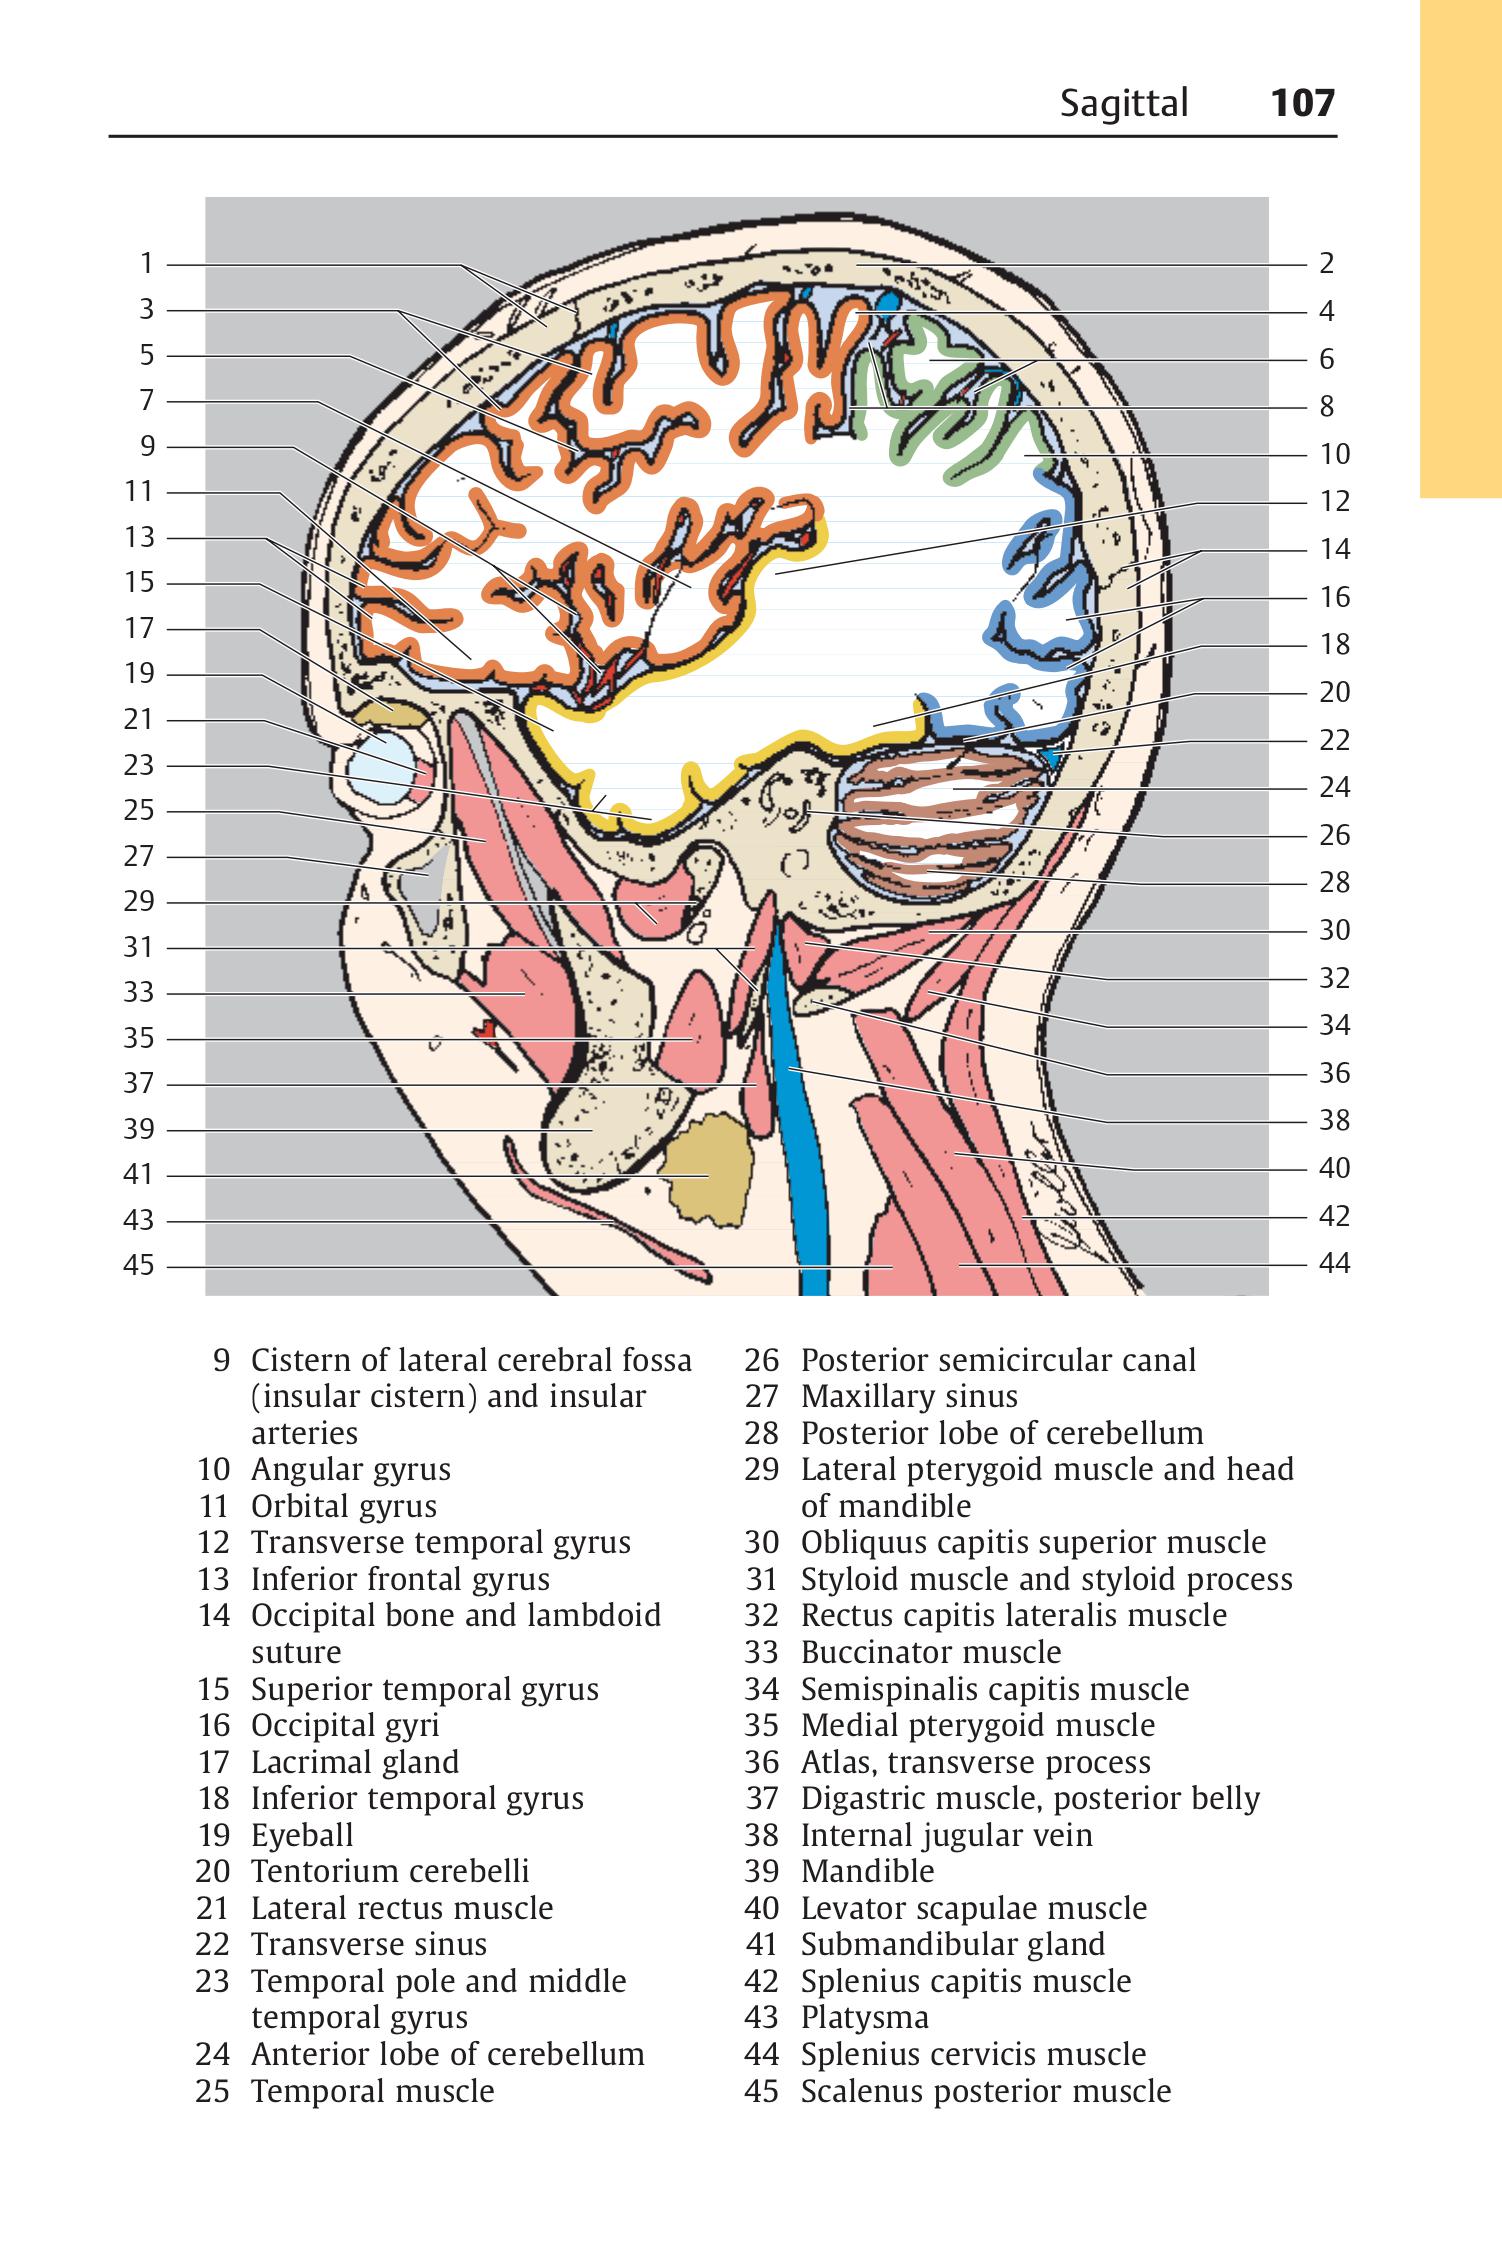 Sagittal 107
1
3
5
7
9
11
13
15
17
19
21
23
25
27
29
31
33
35
37
39
41
43
45
2
4
6
8
10
12
14
16
18
20
22
24
26
28
30
32
34
36
38
40
42
44
9 Cistern of lateral cerebral fossa
(insular cistern) and insular
arteries
10 Angular gyrus
11 Orbital gyrus
12 Transverse temporal gyrus
13 Inferior frontal gyrus
14 Occipital bone and lambdoid
suture
15 Superior temporal gyrus
16 Occipital gyri
17 Lacrimal gland
18 Inferior temporal gyrus
19 Eyeball
20 Tentorium cerebelli
21 Lateral rectus muscle
22 Transverse sinus
23 Temporal pole and middle
temporal gyrus
24 Anterior lobe of cerebellum
25 Temporal muscle
26 Posterior semicircular canal
27 Maxillary sinus
28 Posterior lobe of cerebellum
29 Lateral pterygoid muscle and head
of mandible
30 Obliquus capitis superior muscle
31 Styloid muscle and styloid process
32 Rectus capitis lateralis muscle
33 Buccinator muscle
34 Semispinalis capitis muscle
35 Medial pterygoid muscle
36 Atlas, transverse process
37 Digastric muscle, posterior belly
38 Internal jugular vein
39 Mandible
40 Levator scapulae muscle
41 Submandibular gland
42 Splenius capitis muscle
43 Platysma
44 Splenius cervicis muscle
45 Scalenus posterior muscle